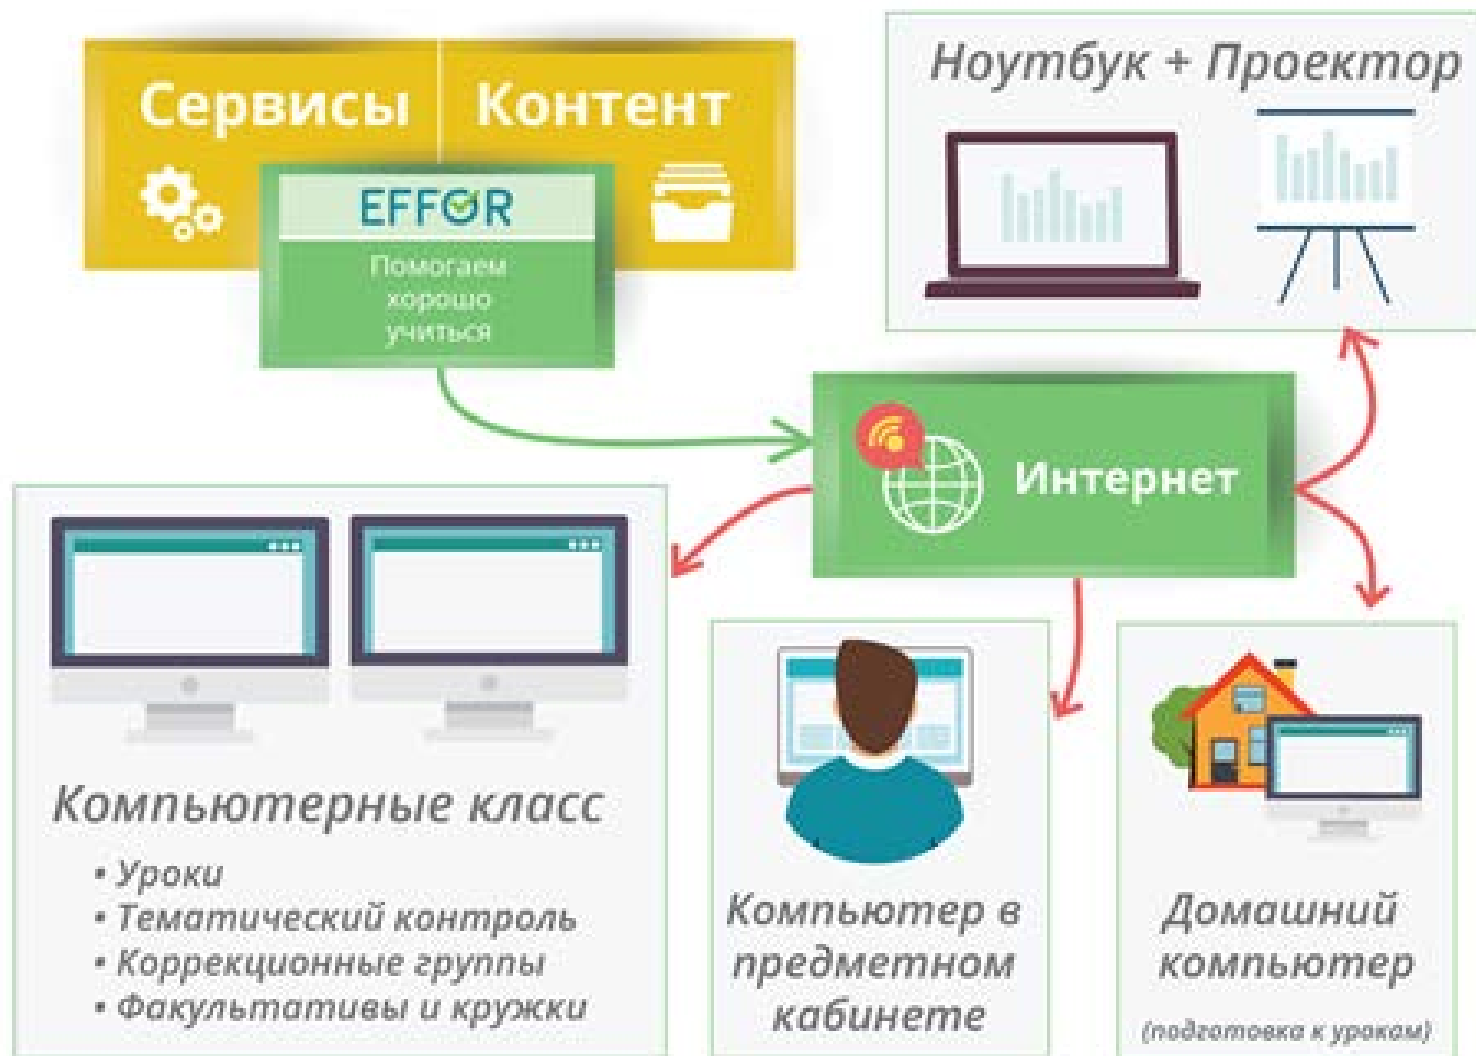 Сервисы
Контент
EFFOR
Помогаем
хорошо
учиться
Ноутбук + Проектор
Интернет
Компьютерные класс
• Уроки
• Тематический контроль
• Коррекционные группы
• Факультативы и кружки
Компьютер в
предметном
кабинете
Домашний
компьютер
(подготовка к урокам)